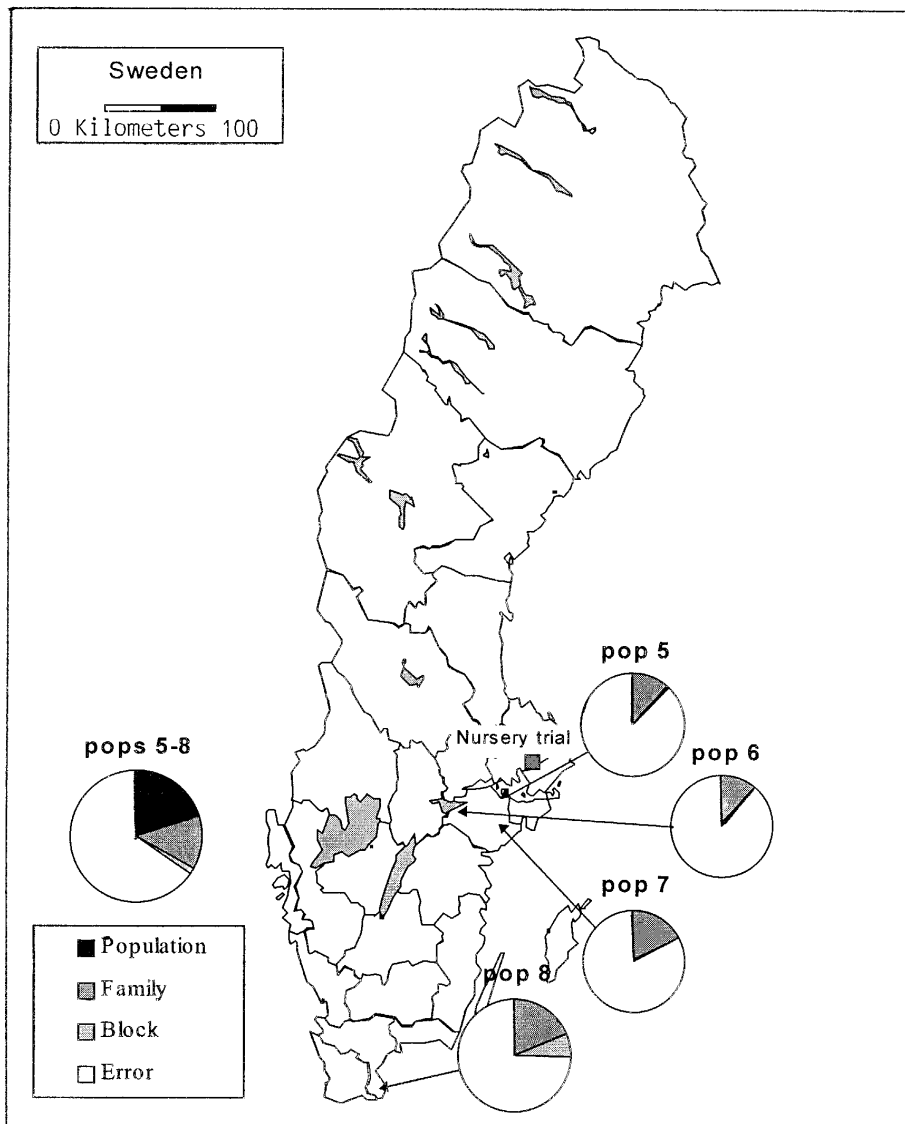 Sweden
0 Kilometers 100
pop 5
Nursery trial
pop 6
pops 5-8
pop 7
pop 8
Population
Family
Block
Error